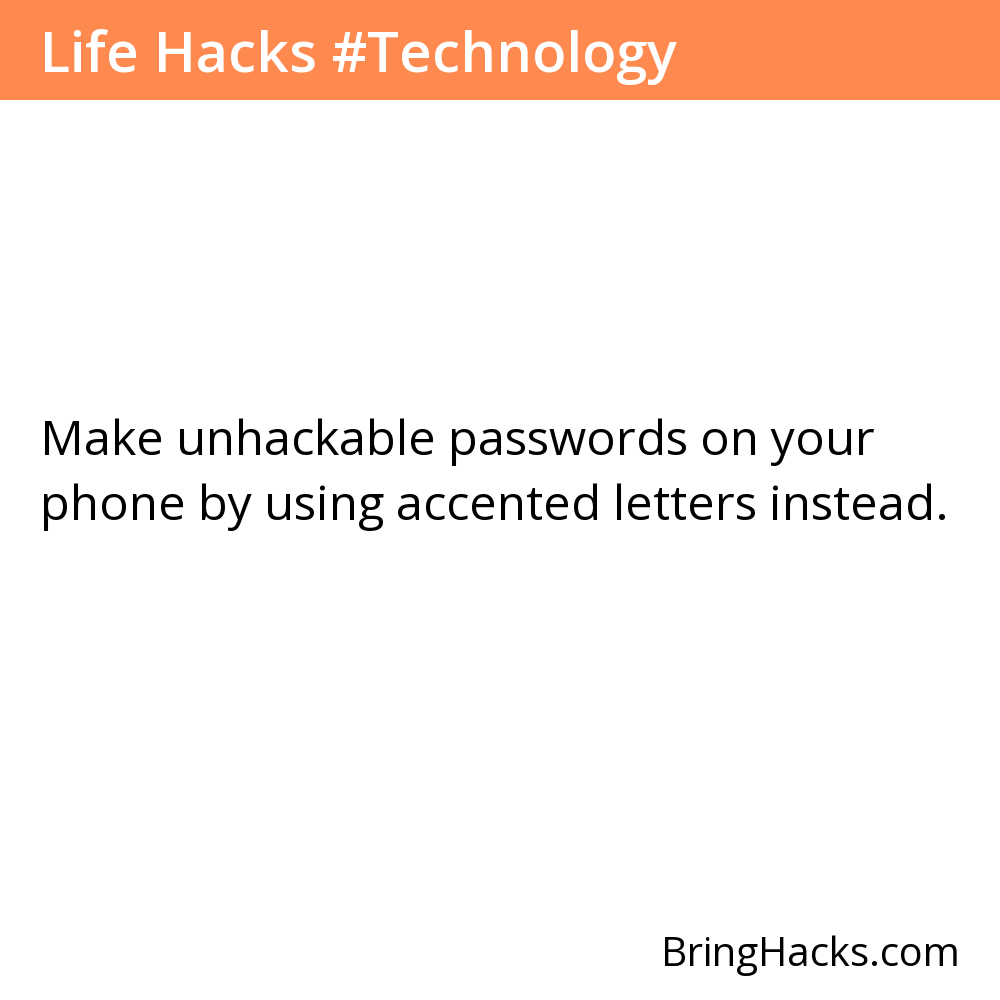 Life Hacks #Technology
Make unhackable passwords on your
phone by using accented letters instead.
BringHacks.com